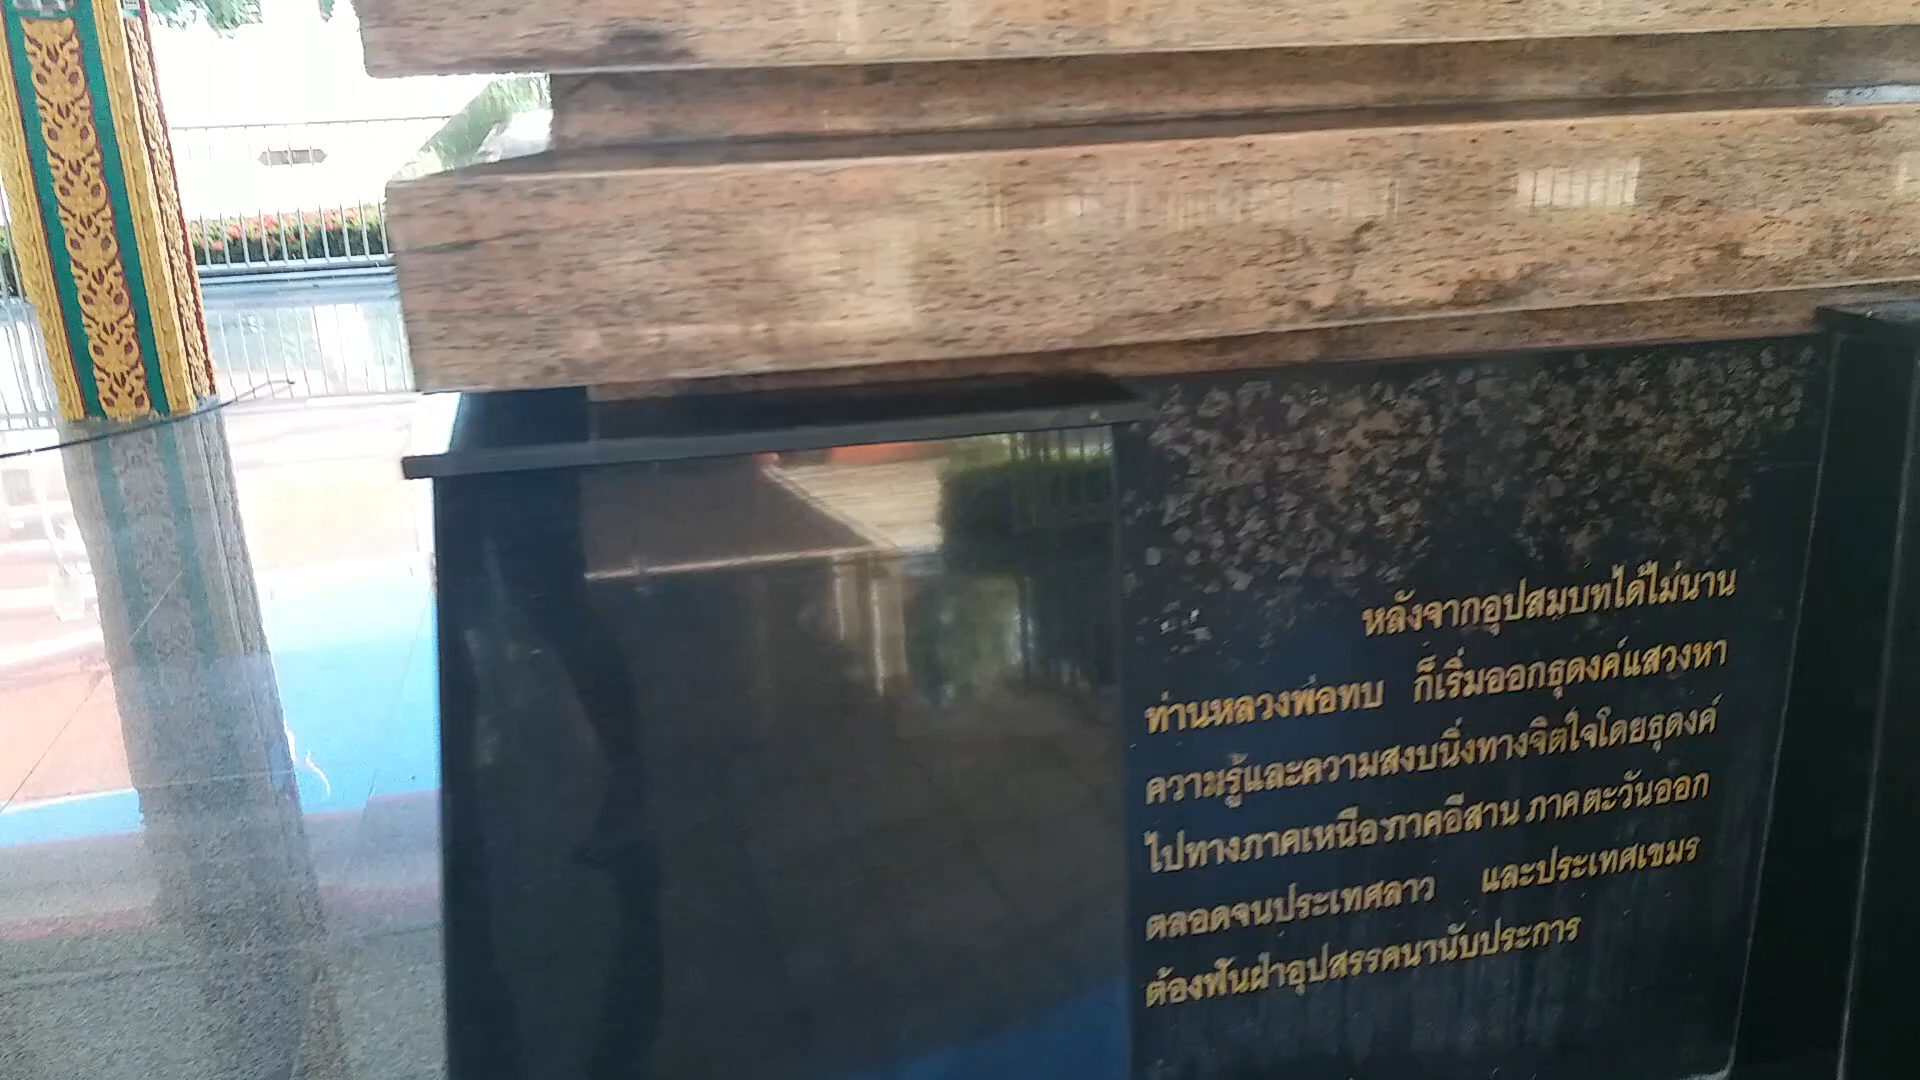 หลังจากอุปสมบทได้ไม่นาน
ท่านหลวงพ่อทบ ก็เริ่มออกธุดงค์แสวงหา
ความรู้และความสงบนิ่งทางจิตใจโดยธุดงค์
ไปทางภาคเหนือ ภาคอีสาน ภาคตะวันออก
ตลอดจนประเทศลาว และประเทศเขมร
ต้องฟันฝ่าอุปสรรคนานับประการ